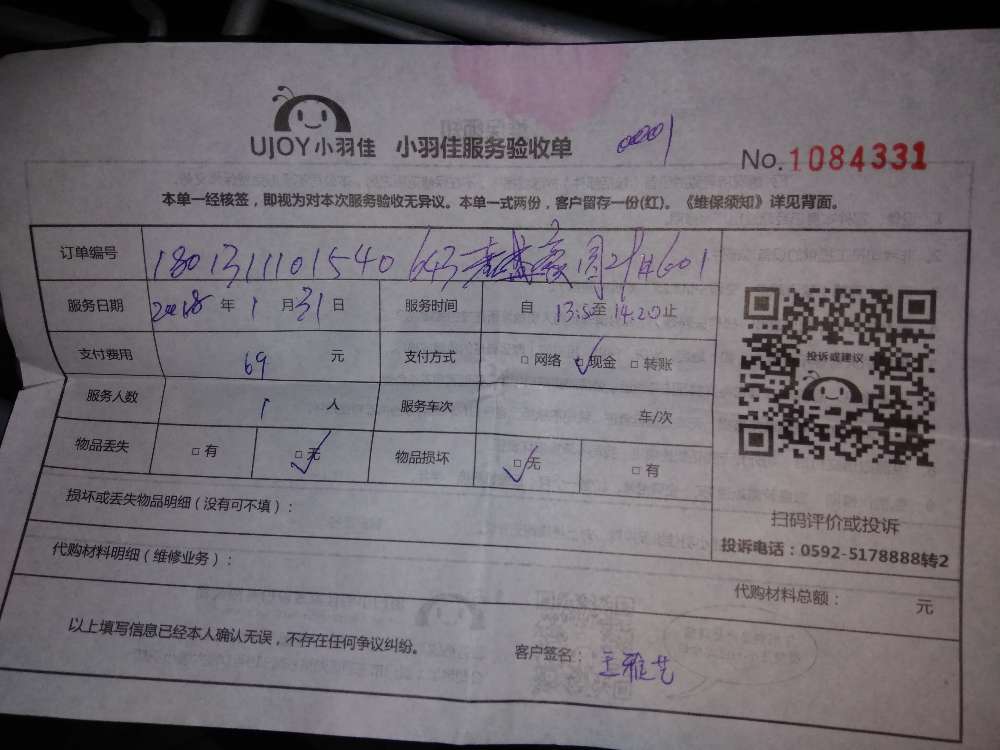 UJOY小羽佳 小羽佳服务验收单 0001
No.1084331
本单一经核签，即视为对本次服务验收无异议。本单一式两份，客户留存一份(红)。《维保须知》详见背面。
订单编号 180131101540
服务日期 2018 年 1 月 31 日 服务时间 自 13:50 至 14:20 止
支付费用 69 元 支付方式 □ 网络 ☑ 现金 □ 转账
投诉或建议
服务人数 1 人 服务车次 车/次
物品丢失 □ 有 ☑ 无 物品损坏 ☑ 无 □ 有
损坏或丢失物品明细（没有可不填）：
扫码评价或投诉
投诉电话：0592-5178888转2
代购材料明细（维修业务）：
代购材料总额： 元
以上填写信息已经本人确认无误，不存在任何争议纠纷。
客户签名：王雅艺